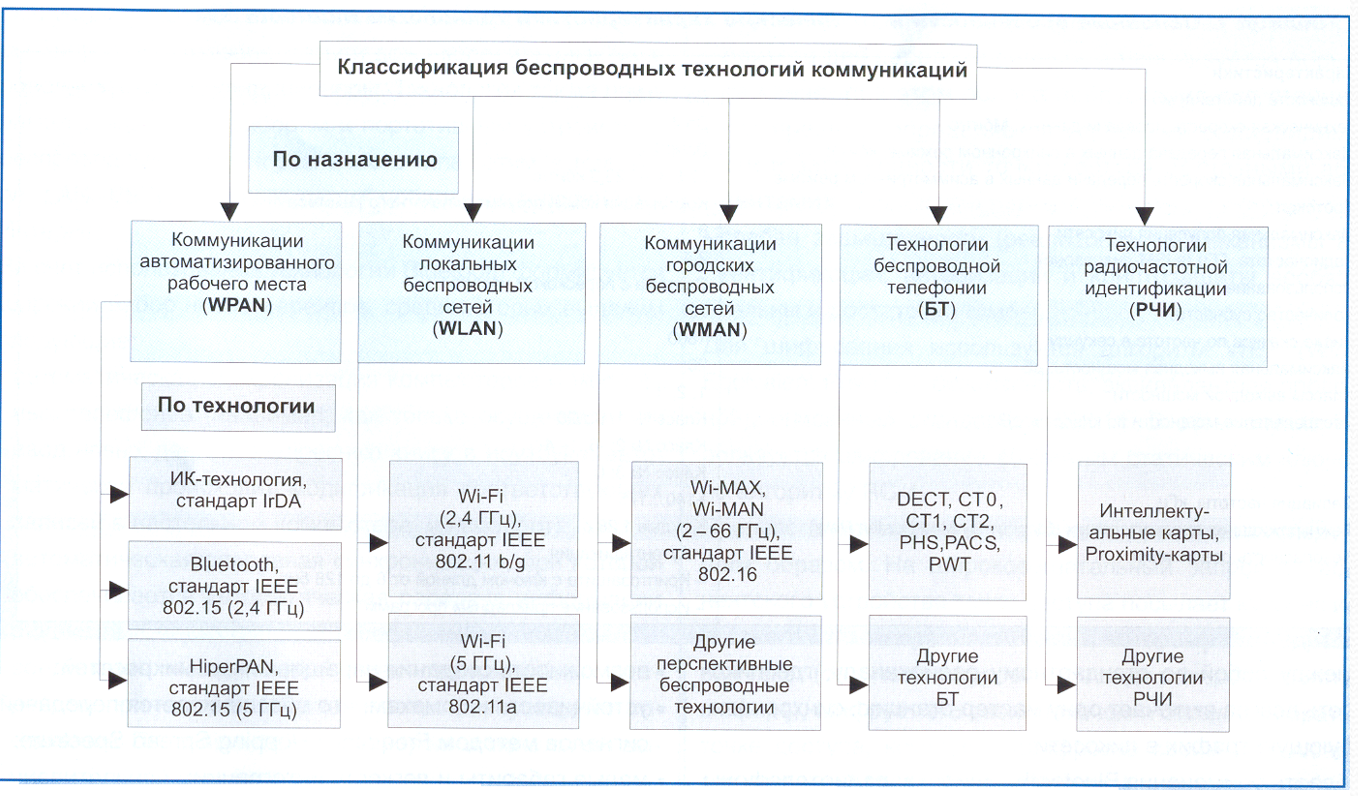 Классификация беспроводных технологий коммуникаций
По назначению
Коммуникации
автоматизированного
рабочего места
(WPAN)
Коммуникации
локальных
беспроводных
сетей
(WLAN)
Коммуникации
городских
беспроводных
сетей
(WMAN)
Технологии
беспроводной
телефонии
(БТ)
Технологии
радиочастотной
идентификации
(РЧИ)
По технологии
ИК-технология,
стандарт IrDA
Bluetooth,
стандарт IEEE
802.15 (2,4 ГГц)
HiperPAN,
стандарт IEEE
802.15 (5 ГГц)
Wi-Fi
(2,4 ГГц),
стандарт IEEE
802.11 b/g
Wi-Fi
(5 ГГц),
стандарт IEEE
802.11a
Wi-MAX,
Wi-MAN
(2 – 66 ГГц),
стандарт IEEE
802.16
Другие
перспективные
беспроводные
технологии
DECT, CT0,
CT1, CT2,
PHS,PACS,
PWT
Другие
технологии
БТ
Интеллекту-
альные карты,
Proximity-карты
Другие
технологии
РЧИ